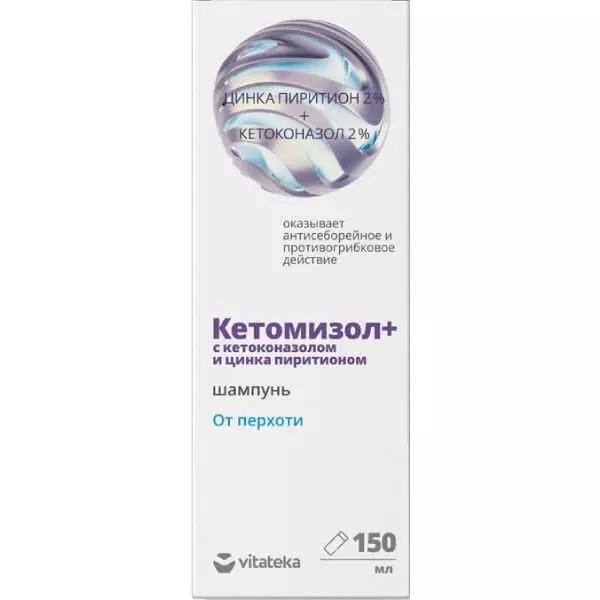 ЦИНКА ПИРИТИОН 2%
+
КЕТОКОНАЗОЛ 2%
оказывает
антисеборейное и
противогрибковое
действие
Кетомизол+
с кетоконазолом
и цинка пиритионом
шампунь
От перхоти
150
мл
vitateka